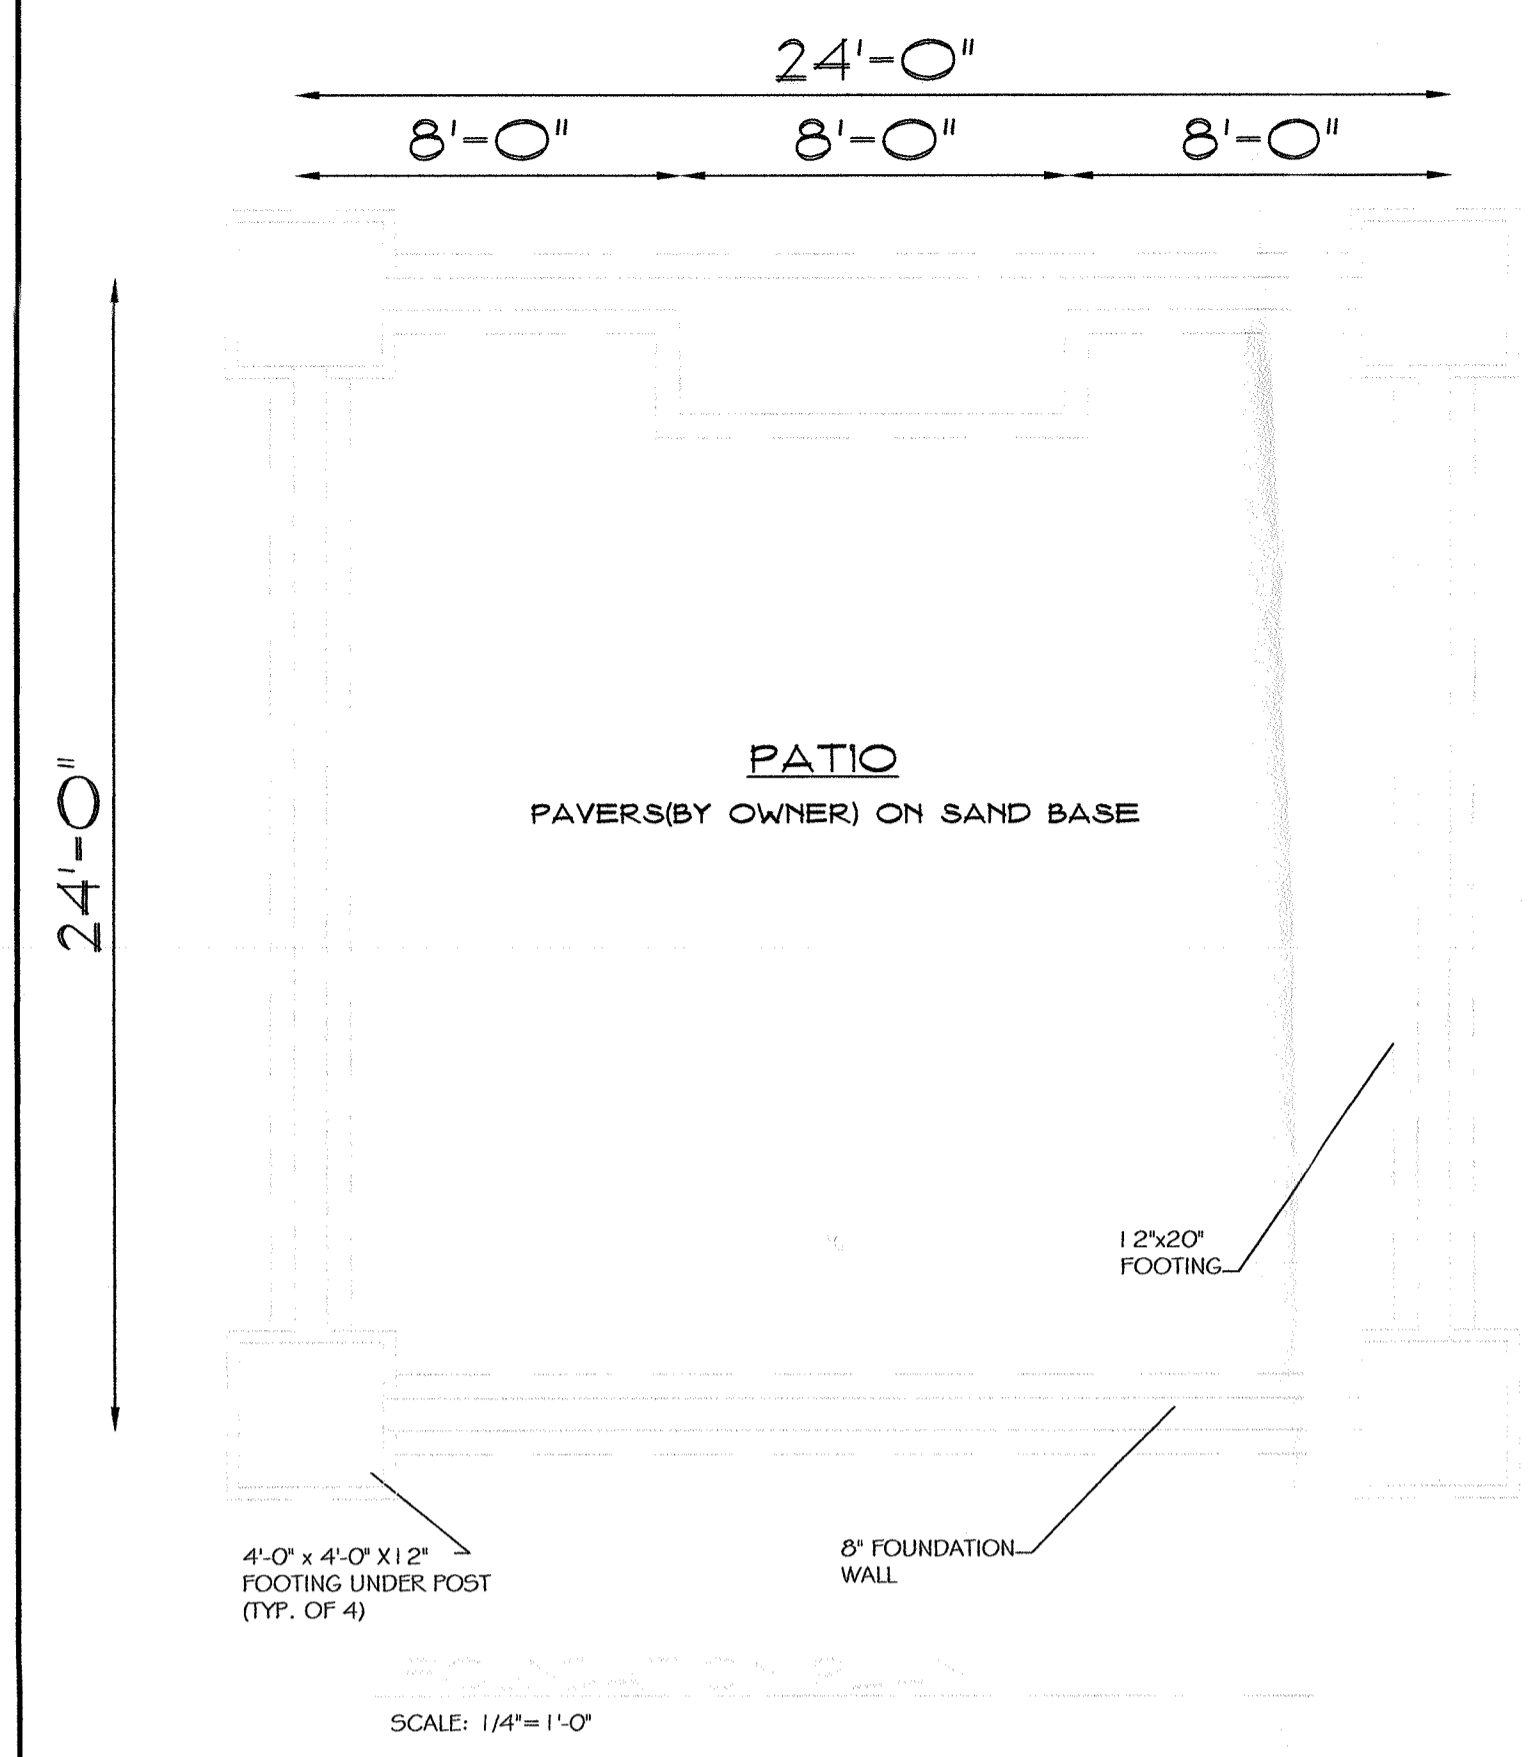 24'-0"
8'-0" 8'-0" 8'-0"
24'-0"
PATIO
PAVERS(BY OWNER) ON SAND BASE
12"x20"
FOOTING
4'-0" x 4'-0" X12"
FOOTING UNDER POST
(TYP. OF 4)
8" FOUNDATION
WALL
SCALE: 1/4"=1'-0"